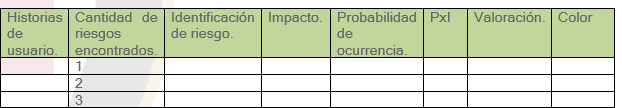 Historias de usuario.
Cantidad de riesgos encontrados.
Identificación de riesgo.
Impacto.
Probabilidad de ocurrencia.
PxI
Valoración.
Color
1
2
3